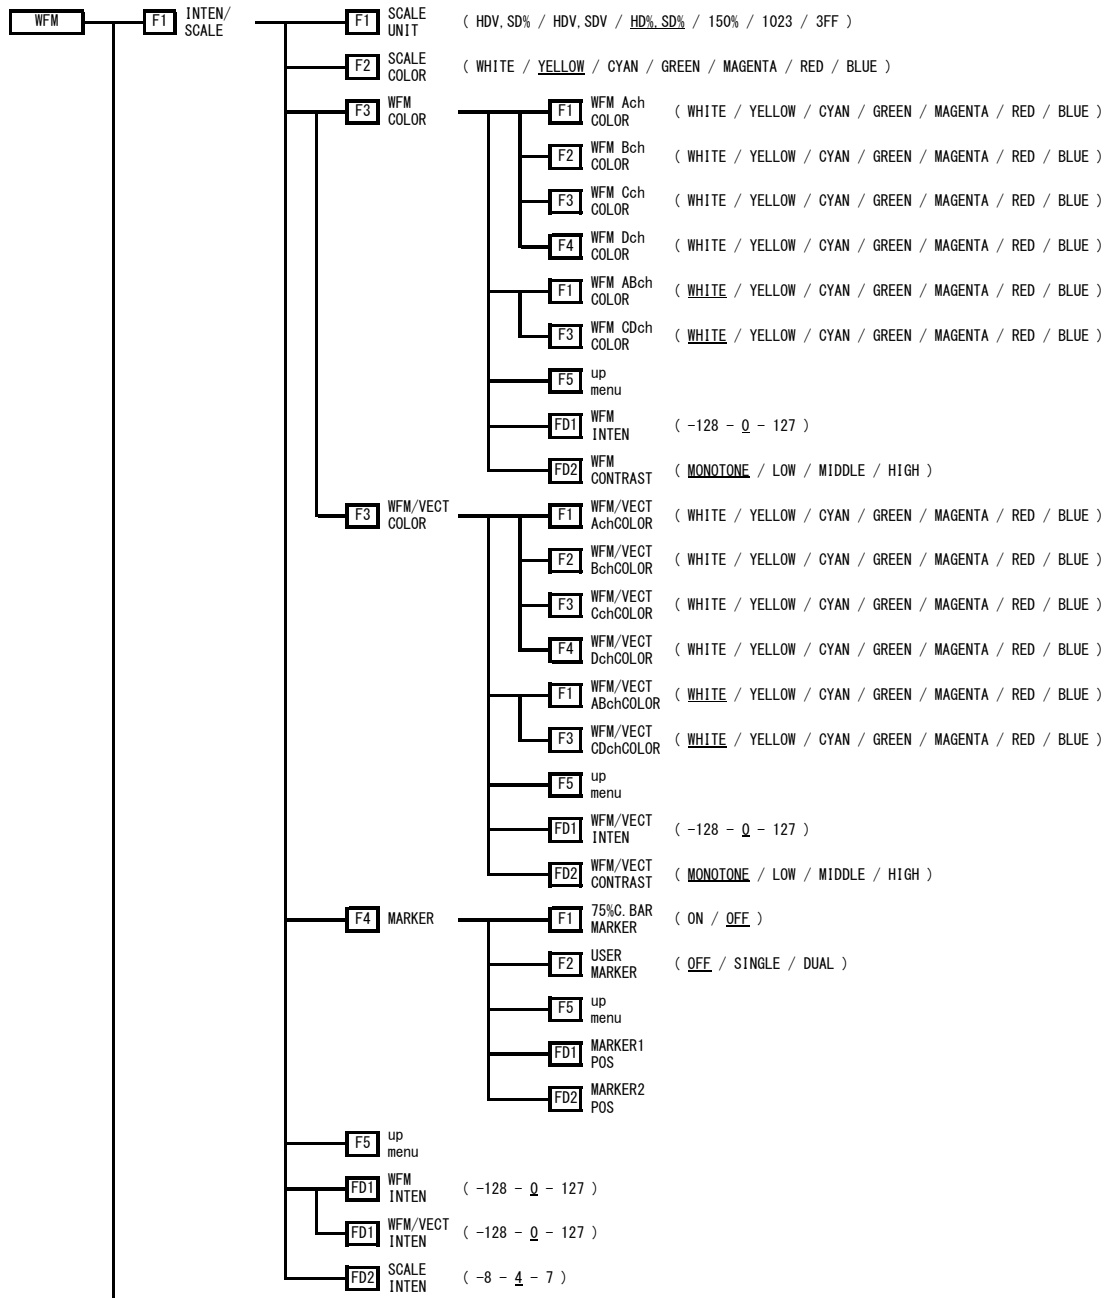 WFM F1 INTEN/
SCALE
F1 SCALE
UNIT ( HDV,SD% / HDV,SDV / HD%,SD% / 150% / 1023 / 3FF )
F2 SCALE
COLOR ( WHITE / YELLOW / CYAN / GREEN / MAGENTA / RED / BLUE )
F3 WFM
COLOR
F1 WFM Ach
COLOR ( WHITE / YELLOW / CYAN / GREEN / MAGENTA / RED / BLUE )
F2 WFM Bch
COLOR ( WHITE / YELLOW / CYAN / GREEN / MAGENTA / RED / BLUE )
F3 WFM Cch
COLOR ( WHITE / YELLOW / CYAN / GREEN / MAGENTA / RED / BLUE )
F4 WFM Dch
COLOR ( WHITE / YELLOW / CYAN / GREEN / MAGENTA / RED / BLUE )
F1 WFM ABch
COLOR ( WHITE / YELLOW / CYAN / GREEN / MAGENTA / RED / BLUE )
F3 WFM CDch
COLOR ( WHITE / YELLOW / CYAN / GREEN / MAGENTA / RED / BLUE )
F5 up
menu
FD1 WFM
INTEN ( -128 - 0 - 127 )
FD2 WFM
CONTRAST ( MONOTONE / LOW / MIDDLE / HIGH )
F3 WFM/VECT
COLOR
F1 WFM/VECT
AchCOLOR ( WHITE / YELLOW / CYAN / GREEN / MAGENTA / RED / BLUE )
F2 WFM/VECT
BchCOLOR ( WHITE / YELLOW / CYAN / GREEN / MAGENTA / RED / BLUE )
F3 WFM/VECT
CchCOLOR ( WHITE / YELLOW / CYAN / GREEN / MAGENTA / RED / BLUE )
F4 WFM/VECT
DchCOLOR ( WHITE / YELLOW / CYAN / GREEN / MAGENTA / RED / BLUE )
F1 WFM/VECT
ABchCOLOR ( WHITE / YELLOW / CYAN / GREEN / MAGENTA / RED / BLUE )
F3 WFM/VECT
CDchCOLOR ( WHITE / YELLOW / CYAN / GREEN / MAGENTA / RED / BLUE )
F5 up
menu
FD1 WFM/VECT
INTEN ( -128 - 0 - 127 )
FD2 WFM/VECT
CONTRAST ( MONOTONE / LOW / MIDDLE / HIGH )
F4 MARKER
F1 75%C.BAR
MARKER ( ON / OFF )
F2 USER
MARKER ( OFF / SINGLE / DUAL )
F5 up
menu
FD1 MARKER1
POS
FD2 MARKER2
POS
F5 up
menu
FD1 WFM
INTEN ( -128 - 0 - 127 )
FD1 WFM/VECT
INTEN ( -128 - 0 - 127 )
FD2 SCALE
INTEN ( -8 - 4 - 7 )